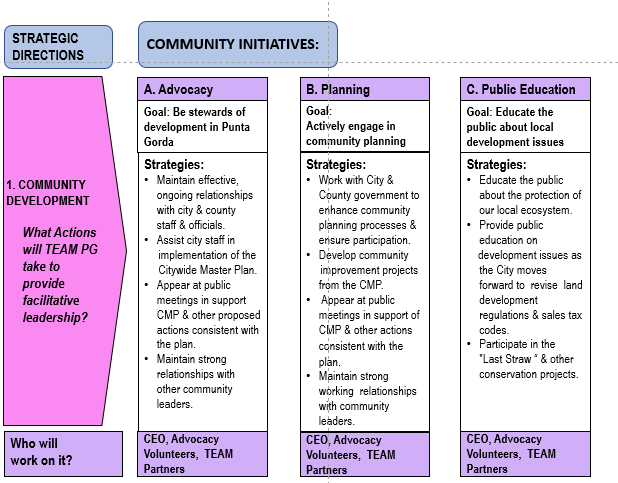 STRATEGIC
DIRECTIONS
COMMUNITY INITIATIVES:
1. COMMUNITY
DEVELOPMENT
What Actions
will TEAM PG
take to
provide
facilitative
leadership?
A. Advocacy
Goal: Be stewards of
development in Punta
Gorda
Strategies:
• Maintain effective,
ongoing relationships
with city & county
staff & officials.
• Assist city staff in
implementation of the
Citywide Master Plan.
• Appear at public
meetings in support
CMP & other proposed
actions consistent with
the plan.
• Maintain strong
relationships with
other community
leaders.
B. Planning
Goal:
Actively engage in
community planning
Strategies:
• Work with City &
County government to
enhance community
planning processes &
ensure participation.
• Develop community
improvement projects
from the CMP.
• Appear at public
meetings in support of
CMP & other actions
consistent with the
plan.
• Maintain strong
working relationships
with community
leaders.
C. Public Education
Goal: Educate the
public about local
development issues
Strategies:
• Educate the public
about the protection of
our local ecosystem.
• Provide public
education on
development issues as
the City moves
forward to revise land
development
regulations & sales tax
codes.
• Participate in the
"Last Straw “ & other
conservation projects.
Who will
work on it?
CEO, Advocacy
Volunteers, TEAM
Partners
CEO, Advocacy
Volunteers, TEAM
Partners
CEO, Advocacy
Volunteers, TEAM
Partners